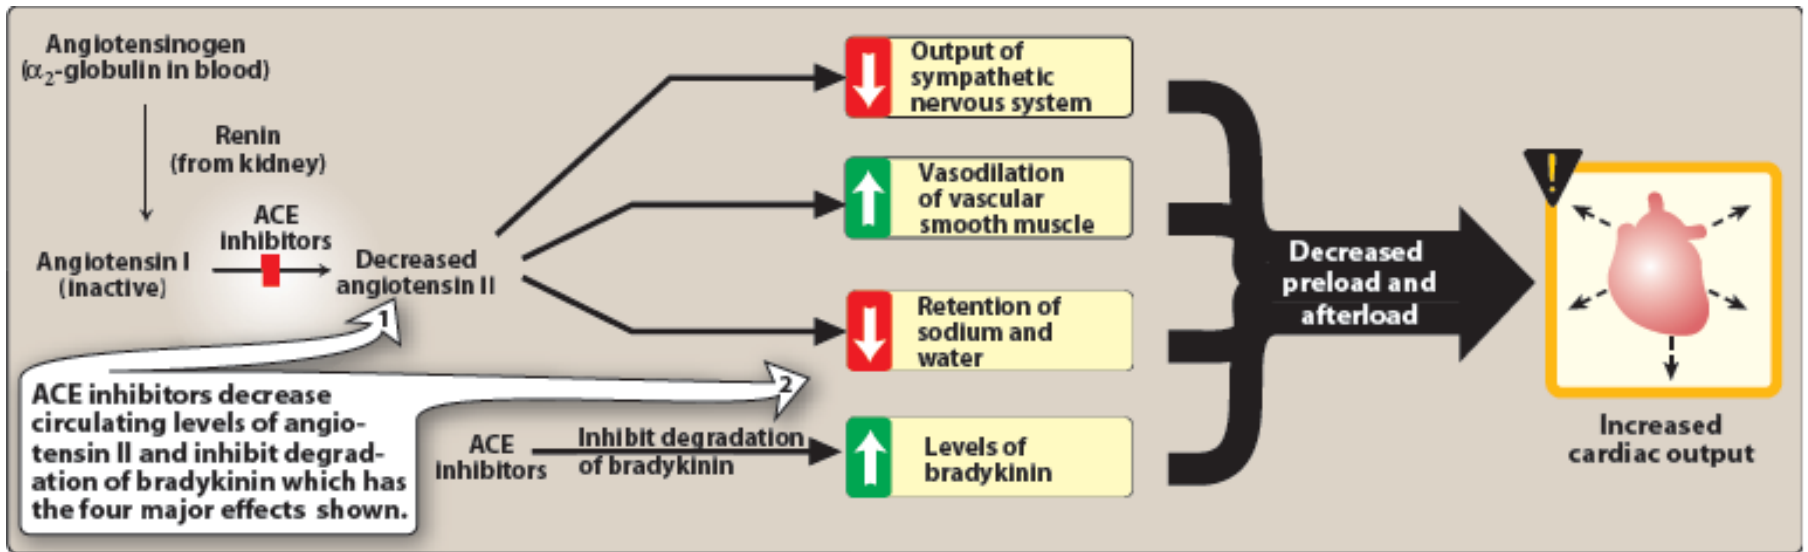 Angiotensinogen
(α₂-globulin in blood)
Renin
(from kidney)
ACE
inhibitors
Angiotensin I
(inactive)
Decreased
angiotensin II
1
2
ACE inhibitors decrease
circulating levels of angio-
tensin II and inhibit degrad-
ation of bradykinin which has
the four major effects shown.
ACE
inhibitors
Inhibit degradation
of bradykinin
Output of
sympathetic
nervous system
Vasodilation
of vascular
smooth muscle
Retention of
sodium and
water
Levels of
bradykinin
Decreased
preload and
afterload
!
Increased
cardiac output